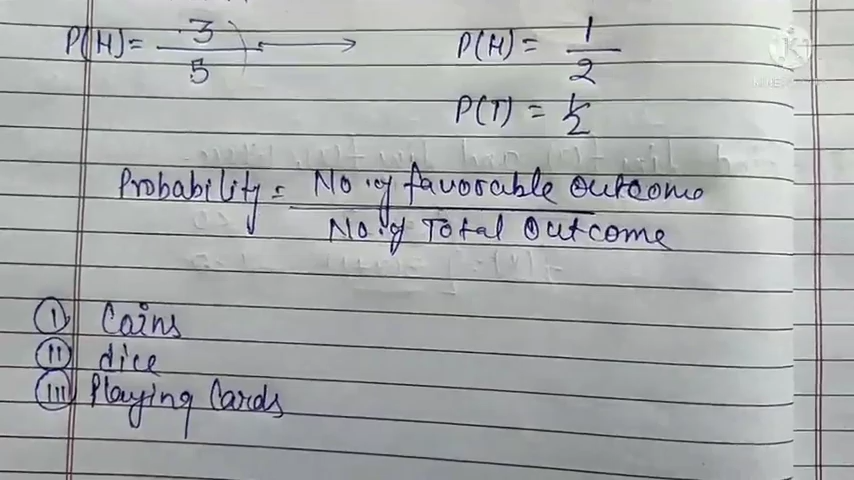 P(H) = 3/5 ⟷ P(H) = 1/2
P(T) = 1/2
Probability = No. of favorable outcome
No. of Total Outcome
(I) Coins
(II) dice
(III) Playing Cards